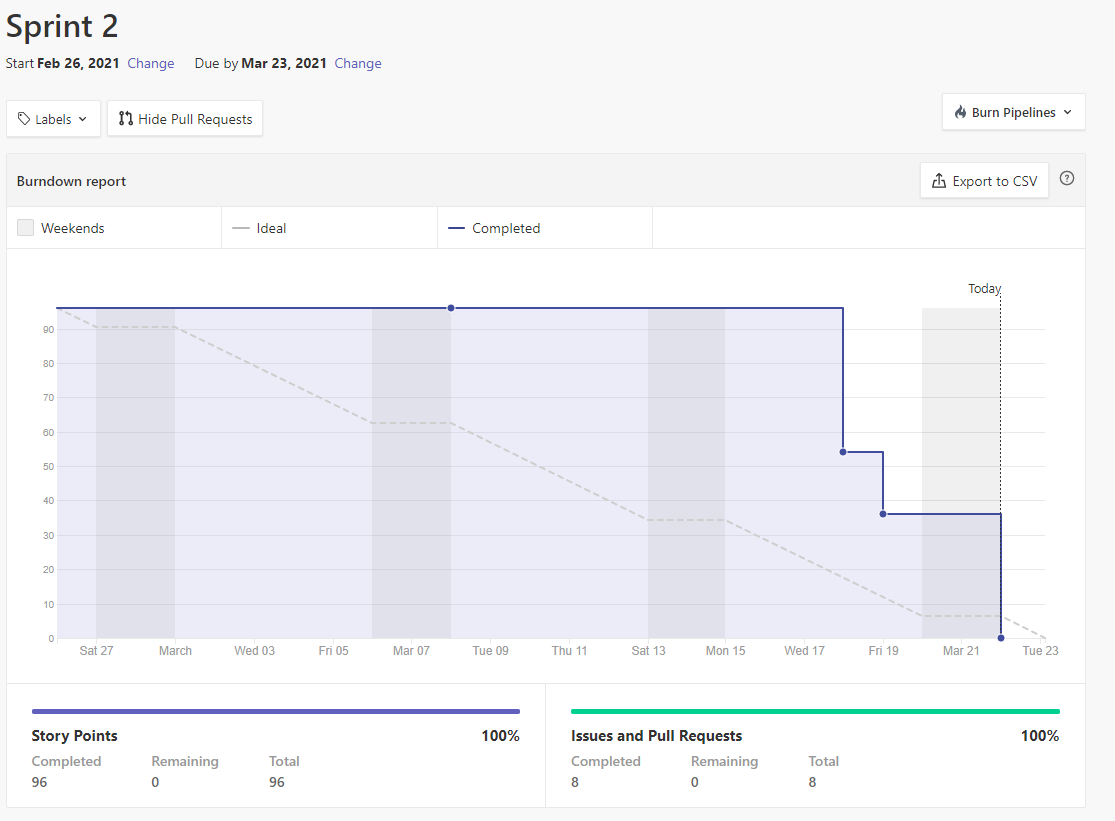 Sprint 2
Start Feb 26, 2021 Change Due by Mar 23, 2021 Change
Labels Hide Pull Requests Burn Pipelines
Burndown report Export to CSV ?
Weekends Ideal Completed
Today
90
80
70
60
50
40
30
20
10
0
Sat 27 March Wed 03 Fri 05 Mar 07 Tue 09 Thu 11 Sat 13 Mon 15 Wed 17 Fri 19 Mar 21 Tue 23
Story Points 100% Issues and Pull Requests 100%
Completed Remaining Total Completed Remaining Total
96 0 96 8 0 8